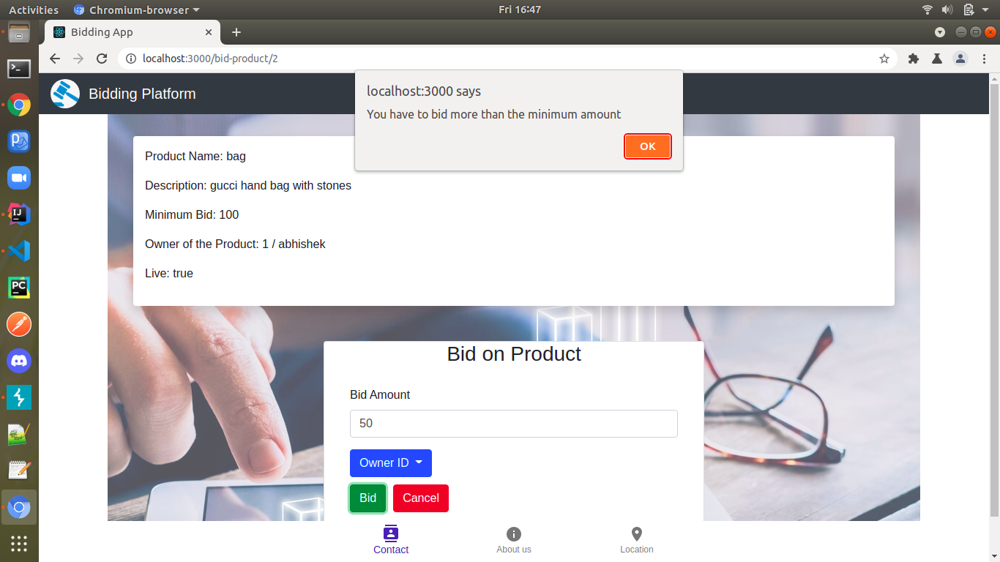 Activities
Chromium-browser
Fri 16:47
Bidding App
localhost:3000/bid-product/2
Bidding Platform
localhost:3000 says
You have to bid more than the minimum amount
OK
Product Name: bag
Description: gucci hand bag with stones
Minimum Bid: 100
Owner of the Product: 1 / abhishek
Live: true
Bid on Product
Bid Amount
50
Owner ID
Bid
Cancel
Contact
About us
Location
IJ
PC